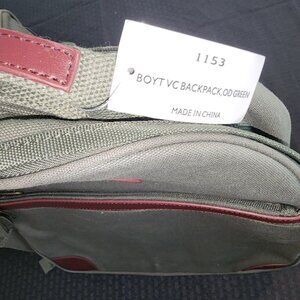 1153
BOYT VC BACKPACK, OD GREEN
MADE IN CHINA